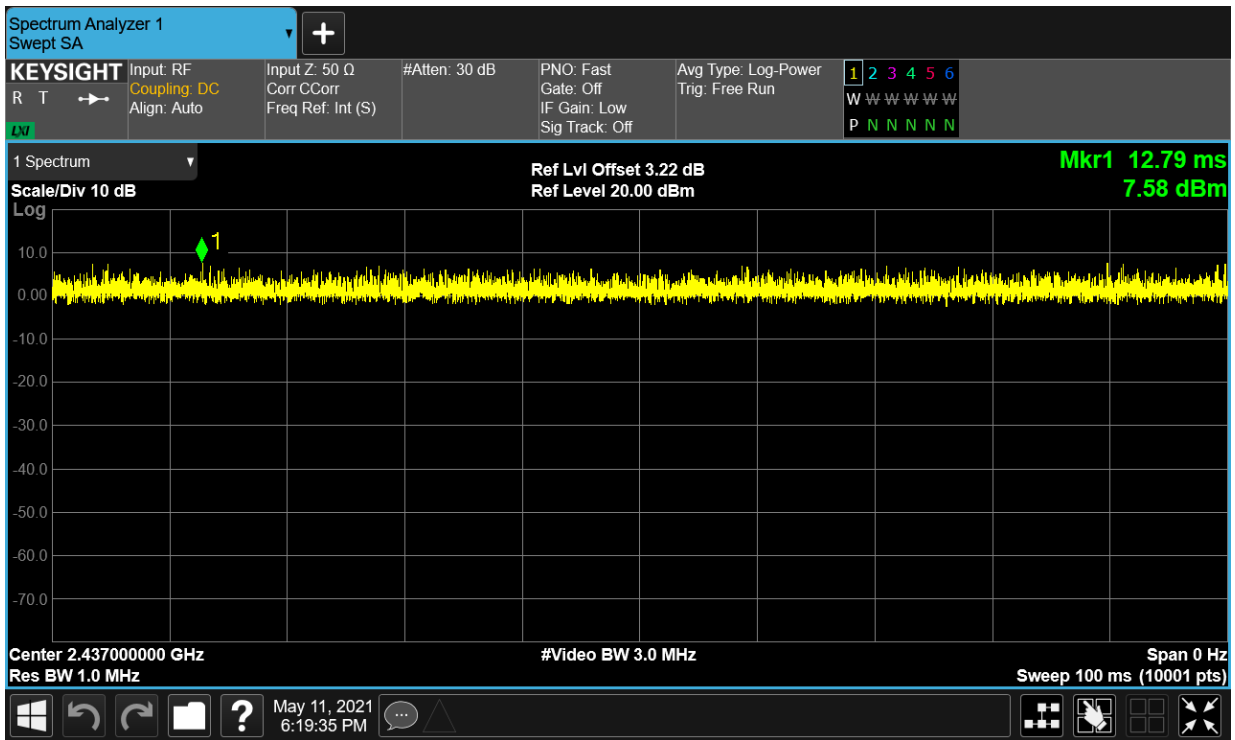 Spectrum Analyzer 1
Swept SA
+
KEYSIGHT
R T
LXI
Input: RF
Coupling: DC
Align: Auto
Input Z: 50 Ω
Corr CCorr
Freq Ref: Int (S)
#Atten: 30 dB
PNO: Fast
Gate: Off
IF Gain: Low
Sig Track: Off
Avg Type: Log-Power
Trig: Free Run
1 2 3 4 5 6
W W W W W W
P N N N N N
1 Spectrum
Scale/Div 10 dB
Ref Lvl Offset 3.22 dB
Ref Level 20.00 dBm
Mkr1 12.79 ms
7.58 dBm
Log
1
10.0
0.00
-10.0
-20.0
-30.0
-40.0
-50.0
-60.0
-70.0
Center 2.437000000 GHz
Res BW 1.0 MHz
#Video BW 3.0 MHz
Span 0 Hz
Sweep 100 ms (10001 pts)
?
May 11, 2021
6:19:35 PM